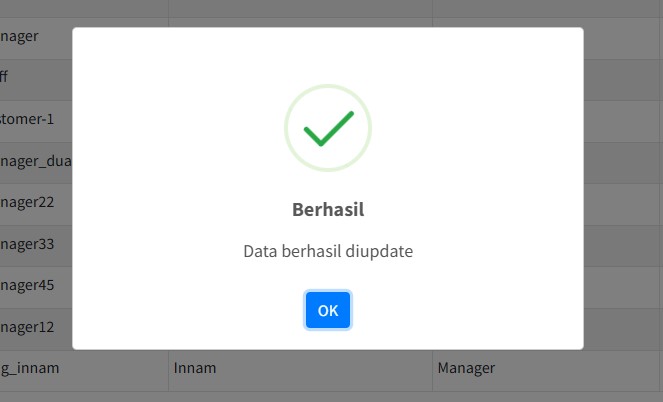 nager
ff
stomer-1
nager_dua
nager22
nager33
nager45
nager12
g_innam Innam Manager
Berhasil
Data berhasil diupdate
OK